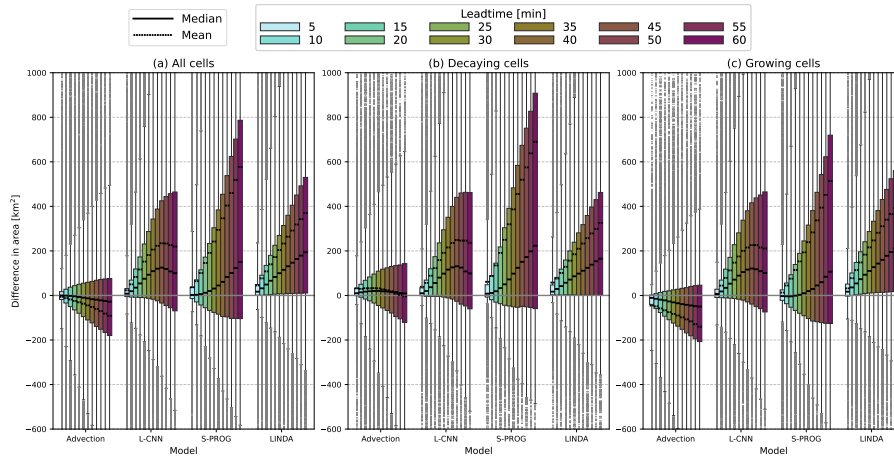 Median
Mean
Leadtime [min]
5 15 25 35 45 55
10 20 30 40 50 60
(a) All cells
(b) Decaying cells
(c) Growing cells
Difference in area [km²]
1000
800
600
400
200
0
−200
−400
−600
1000
800
600
400
200
0
−200
−400
−600
1000
800
600
400
200
0
−200
−400
−600
Advection L-CNN S-PROG LINDA
Advection L-CNN S-PROG LINDA
Advection L-CNN S-PROG LINDA
Model
Model
Model